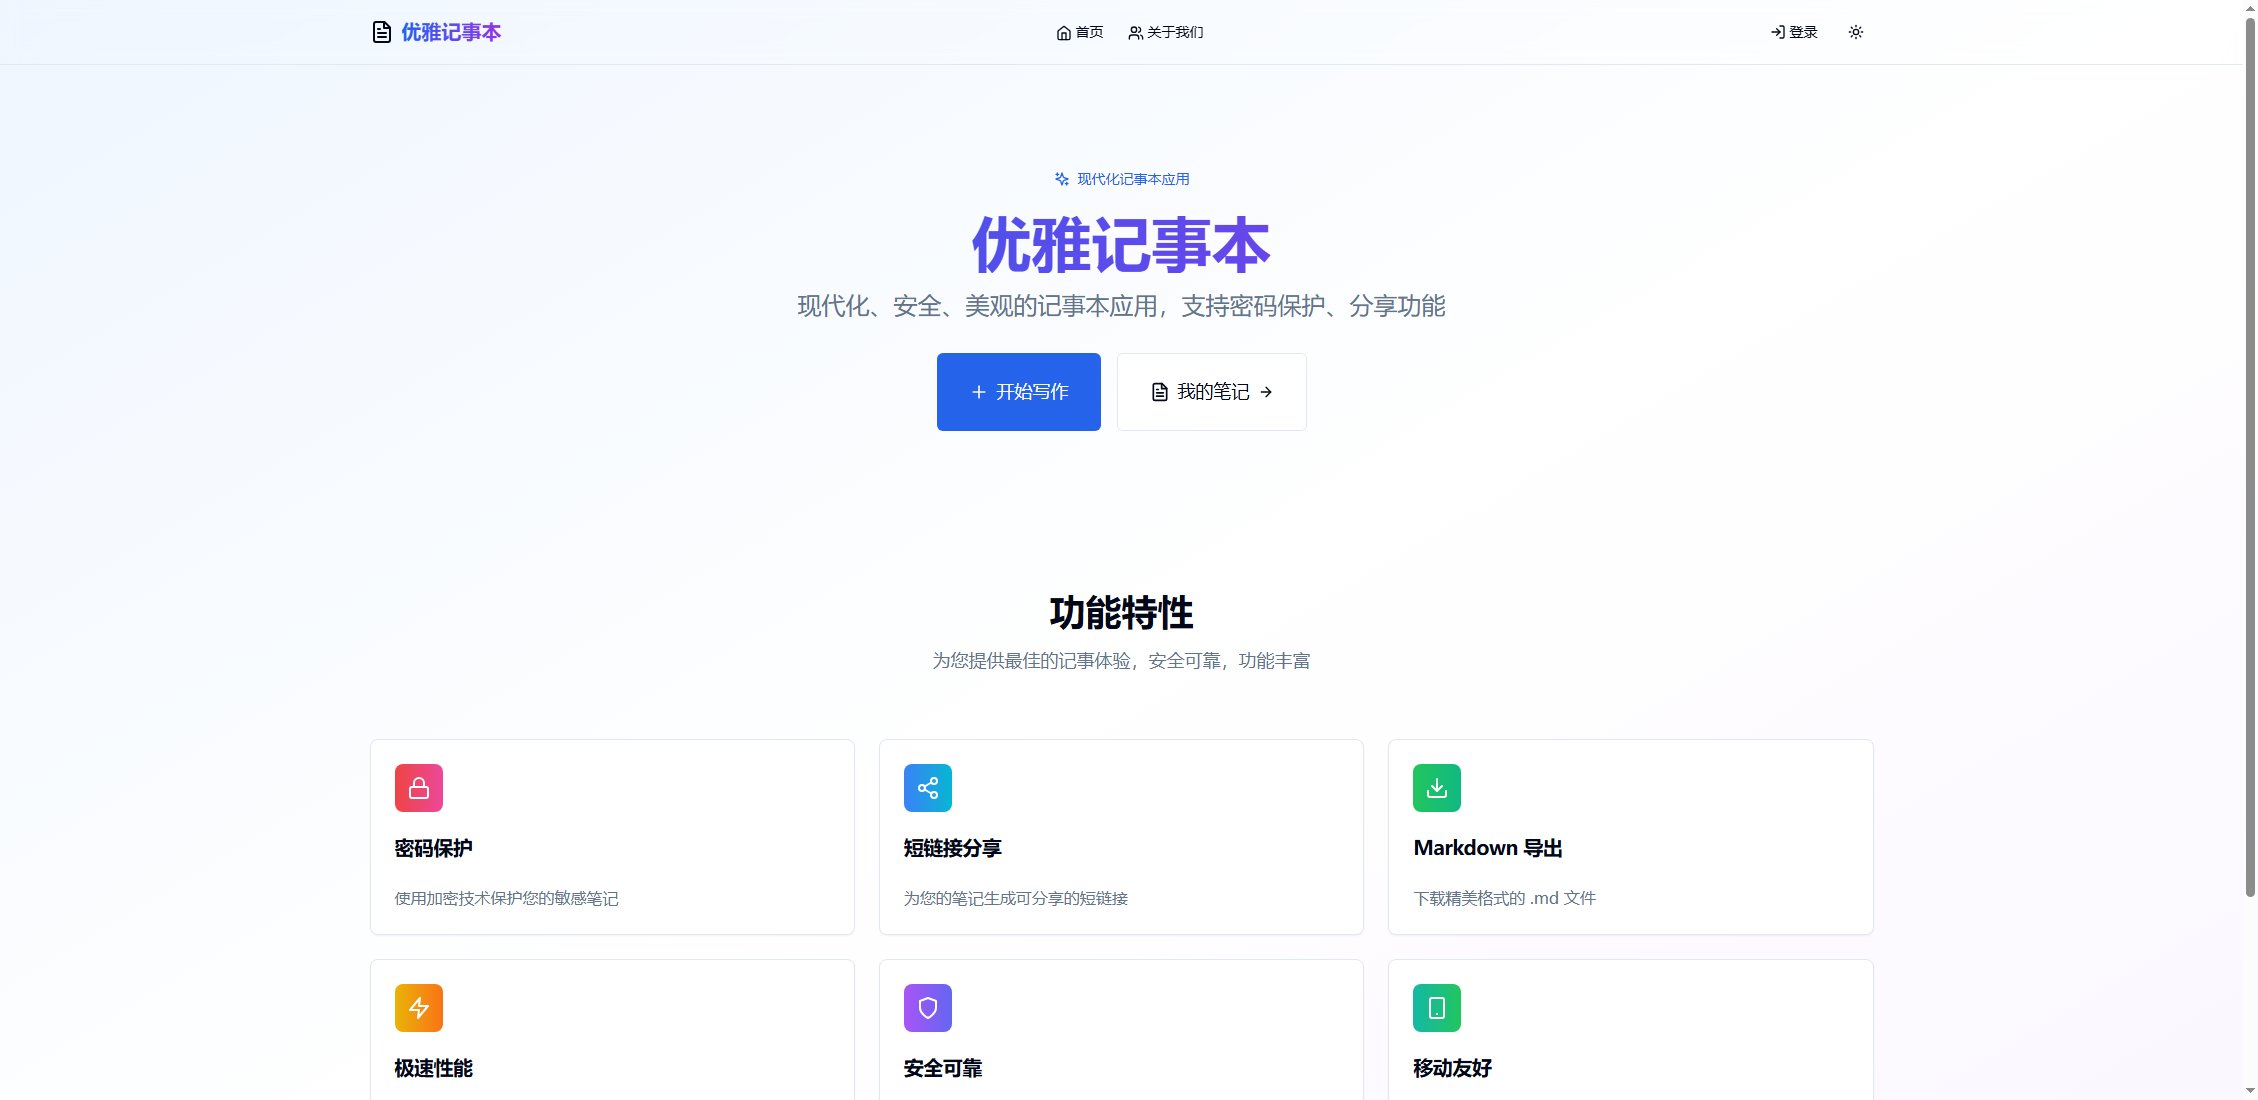 优雅记事本
首页 关于我们
登录
现代化记事本应用
优雅记事本
现代化、安全、美观的记事本应用，支持密码保护、分享功能
开始写作 我的笔记
功能特性
为您提供最佳的记事体验，安全可靠，功能丰富
密码保护
使用加密技术保护您的敏感笔记
短链接分享
为您的笔记生成可分享的短链接
Markdown 导出
下载精美格式的 .md 文件
极速性能
安全可靠
移动友好